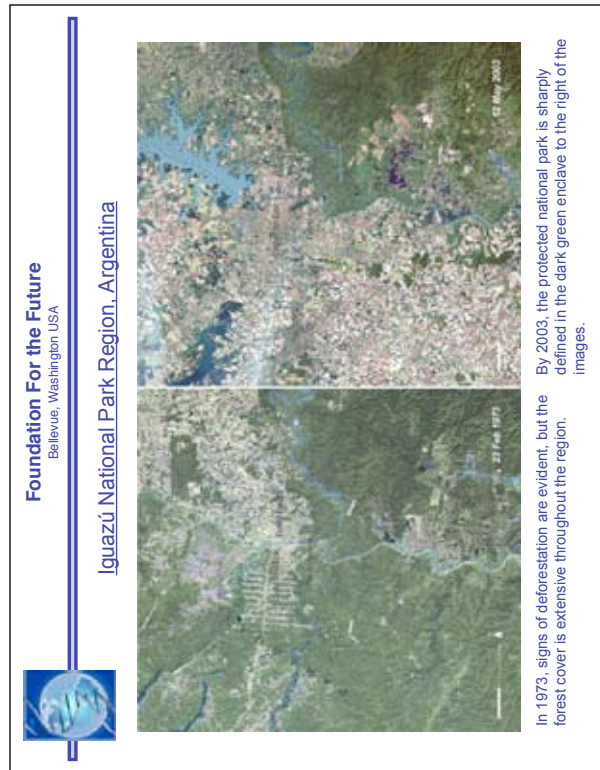 Foundation For the Future
Bellevue, Washington USA
Iguazú National Park Region, Argentina
23 Feb 1973
12 May 2003
In 1973, signs of deforestation are evident, but the
forest cover is extensive throughout the region.
By 2003, the protected national park is sharply
defined in the dark green enclave to the right of the
images.